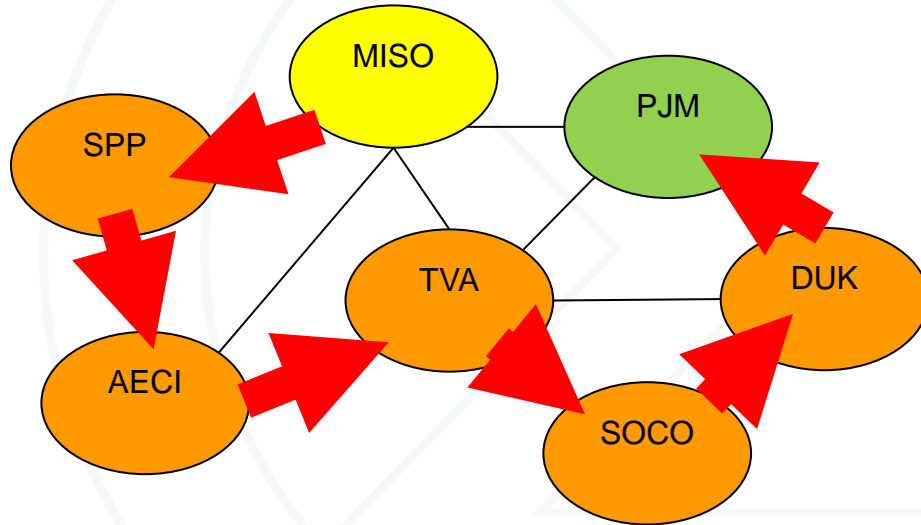 MISO
PJM
SPP
TVA
DUK
AECI
SOCO